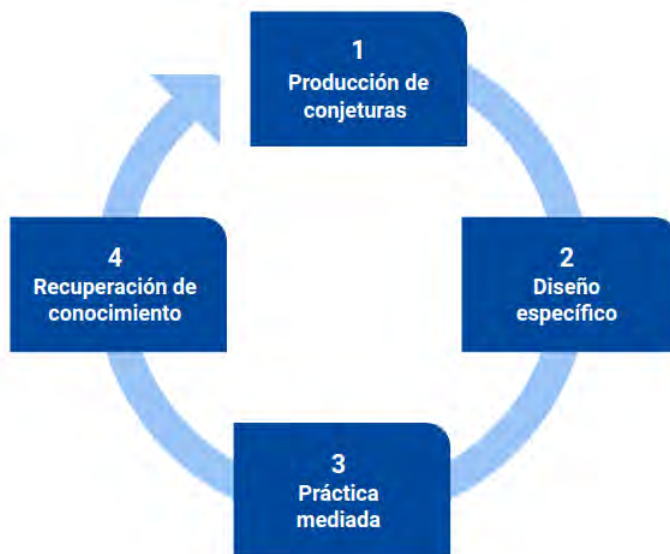 1
Producción de
conjeturas
2
Diseño
específico
3
Práctica
mediada
4
Recuperación de
conocimiento